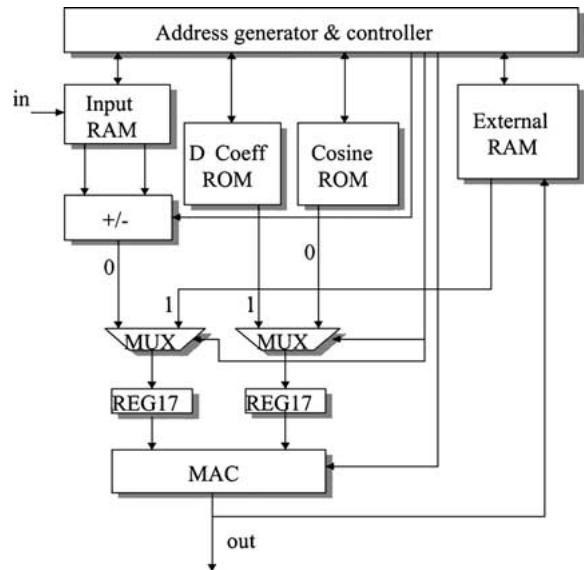 Address generator & controller
in
Input
RAM
D Coeff
ROM
Cosine
ROM
External
RAM
+/-
0
0
1
1
MUX
MUX
REG17
REG17
MAC
out